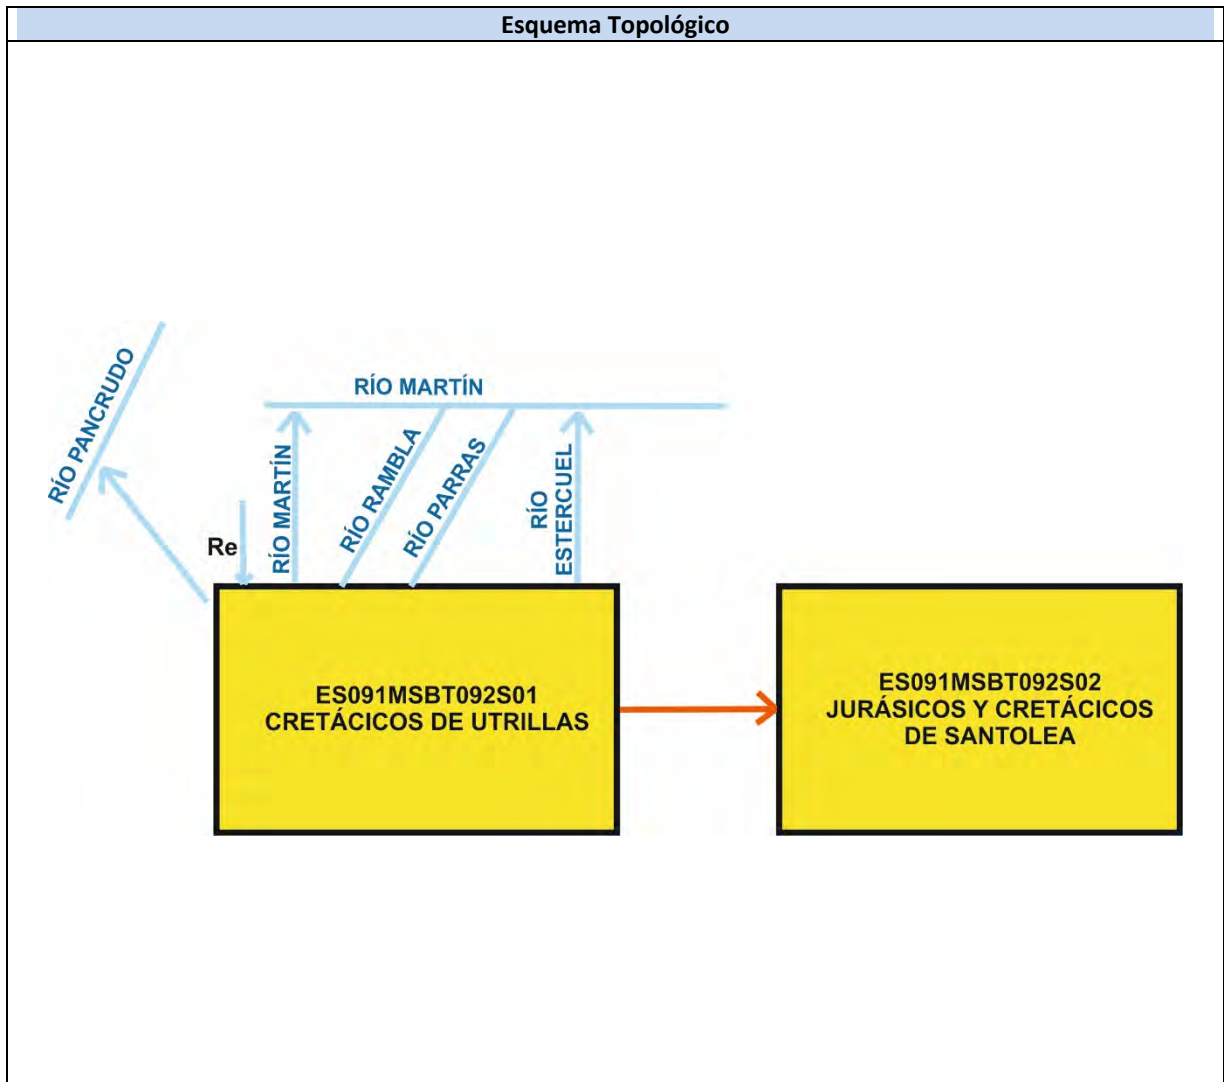 Esquema Topológico
RÍO PANCRUDO
RÍO MARTÍN
Re
RÍO MARTÍN
RÍO RAMBLA
RÍO PARRAS
RÍO
ESTERCUEL
ES091MSBT092S01
CRETÁCICOS DE UTRILLAS
ES091MSBT092S02
JURÁSICOS Y CRETÁCICOS
DE SANTOLEA